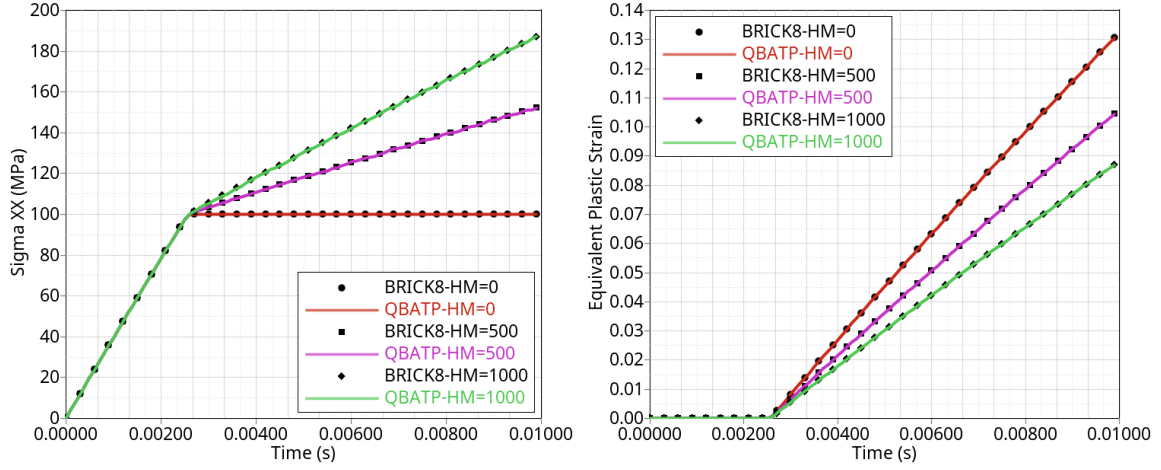 200
180
160
140
120
100
80
60
40
20
0
Sigma XX (MPa)
BRICK8-HM=0
QBATP-HM=0
BRICK8-HM=500
QBATP-HM=500
BRICK8-HM=1000
QBATP-HM=1000
0.00000 0.00200 0.00400 0.00600 0.00800 0.01000
Time (s)
0.14
0.13
0.12
0.11
0.10
0.09
0.08
0.07
0.06
0.05
0.04
0.03
0.02
0.01
0.00
Equivalent Plastic Strain
BRICK8-HM=0
QBATP-HM=0
BRICK8-HM=500
QBATP-HM=500
BRICK8-HM=1000
QBATP-HM=1000
0.00000 0.00200 0.00400 0.00600 0.00800 0.01000
Time (s)